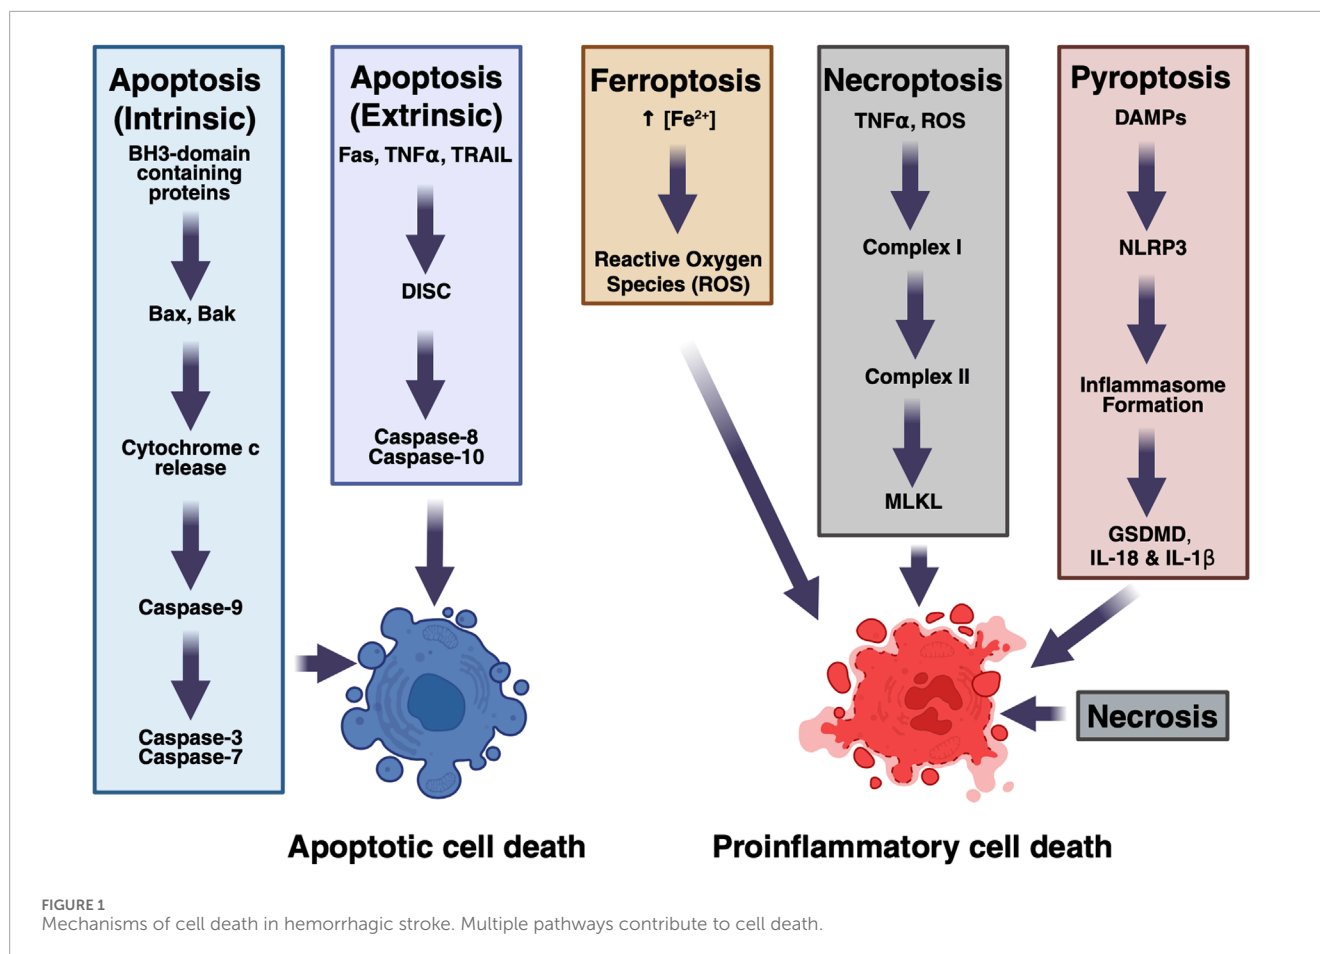 Apoptosis
(Intrinsic)
BH3-domain
containing
proteins
Bax, Bak
Cytochrome c
release
Caspase-9
Caspase-3
Caspase-7
Apoptosis
(Extrinsic)
Fas, TNFα, TRAIL
DISC
Caspase-8
Caspase-10
Ferroptosis
↑ [Fe²⁺]
Reactive Oxygen
Species (ROS)
Necroptosis
TNFα, ROS
Complex I
Complex II
MLKL
Pyroptosis
DAMPs
NLRP3
Inflammasome
Formation
GSDMD,
IL-18 & IL-1β
Necrosis
Apoptotic cell death
Proinflammatory cell death
FIGURE 1
Mechanisms of cell death in hemorrhagic stroke. Multiple pathways contribute to cell death.